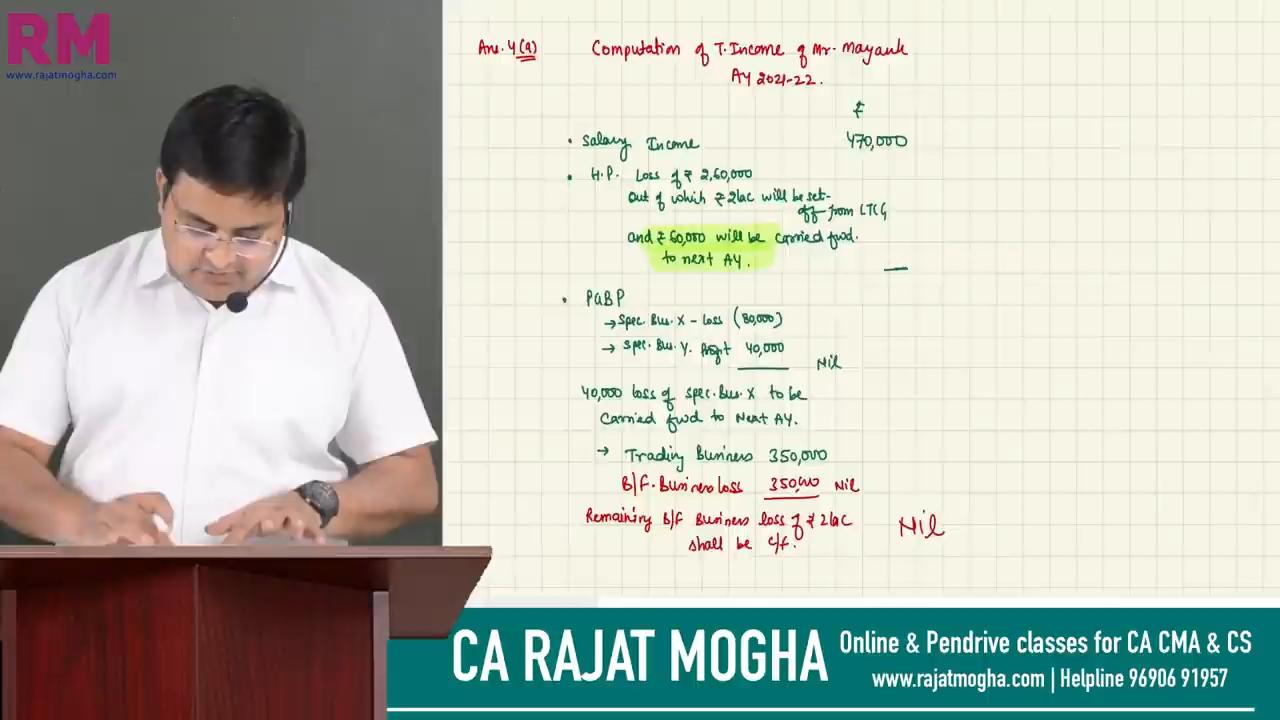 RM
www.rajatmogha.com
Ans. 4(a) Computation of T. Income of Mr. Mayank
AY 2021-22.
₹
• Salary Income 470,000
• H.P. Loss of ₹ 2,60,000
Out of which ₹ 2lac will be set-
off from LTCG
and ₹ 60,000 will be carried fwd.
to next AY.
—
• PGBP
→ Spec. Bus. X - loss (80,000)
→ Spec. Bus. Y. Profit 40,000
Nil
40,000 loss of spec. Bus. X to be
Carried fwd to Next AY.
→ Trading Business 350,000
B/F. Business loss 350,000 Nil
Remaining B/F Business loss of ₹ 2lac
shall be c/f.
Nil
CA RAJAT MOGHA
Online & Pendrive classes for CA CMA & CS
www.rajatmogha.com | Helpline 96906 91957